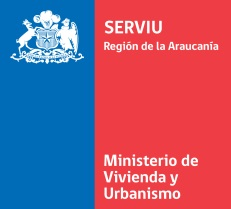 SERVIU
Región de la Araucanía
Ministerio de
Vivienda y
Urbanismo